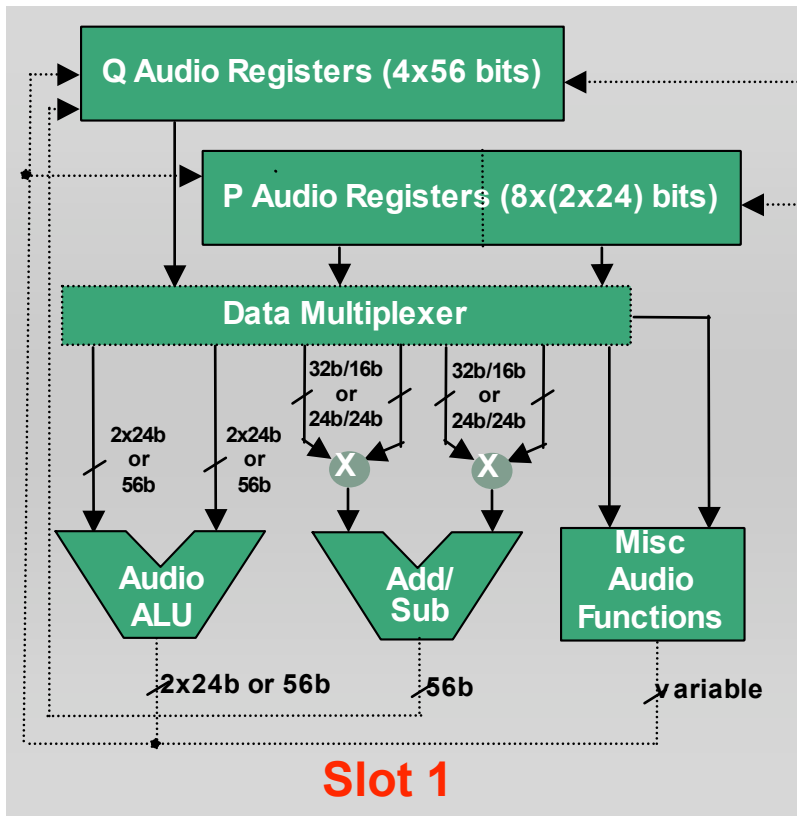 Q Audio Registers (4x56 bits)
P Audio Registers (8x(2x24) bits)
Data Multiplexer
32b/16b
or
24b/24b
32b/16b
or
24b/24b
2x24b
or
56b
2x24b
or
56b
X
X
Audio
ALU
Add/
Sub
Misc
Audio
Functions
2x24b or 56b
56b
variable
Slot 1